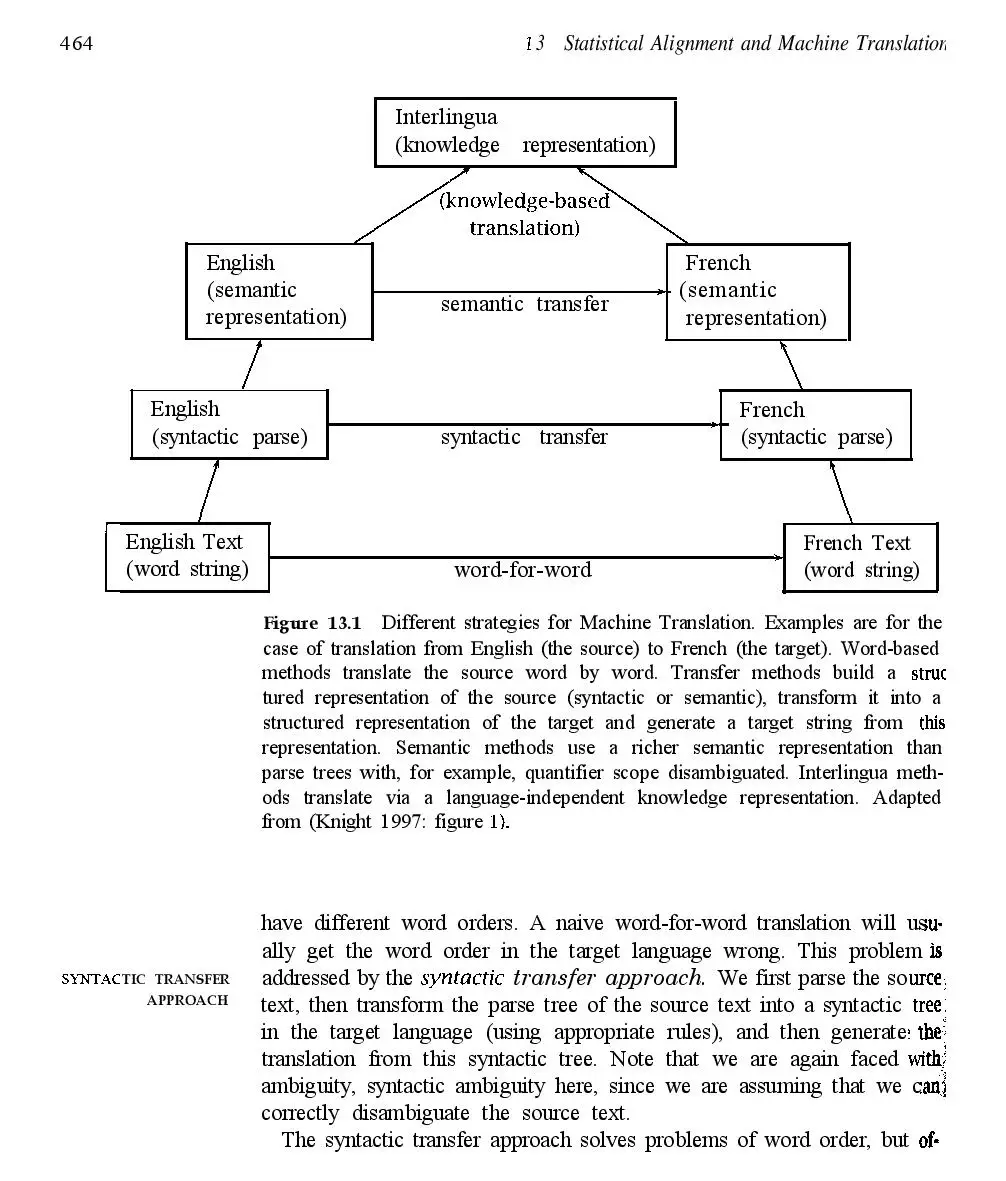 464
13 Statistical Alignment and Machine Translation
Interlingua
(knowledge representation)
(knowledge-based
translation)
English
(semantic
representation)
semantic transfer
French
(semantic
representation)
English
(syntactic parse)
syntactic transfer
French
(syntactic parse)
English Text
(word string)
word-for-word
French Text
(word string)
Figure 13.1 Different strategies for Machine Translation. Examples are for the
case of translation from English (the source) to French (the target). Word-based
methods translate the source word by word. Transfer methods build a struc
tured representation of the source (syntactic or semantic), transform it into a
structured representation of the target and generate a target string from this
representation. Semantic methods use a richer semantic representation than
parse trees with, for example, quantifier scope disambiguated. Interlingua meth-
ods translate via a language-independent knowledge representation. Adapted
from (Knight 1997: figure 1).
have different word orders. A naive word-for-word translation will usu-
ally get the word order in the target language wrong. This problem is
SYNTACTIC TRANSFER
APPROACH
addressed by the syntactic transfer approach. We first parse the source
text, then transform the parse tree of the source text into a syntactic tree
in the target language (using appropriate rules), and then generate the
translation from this syntactic tree. Note that we are again faced with
ambiguity, syntactic ambiguity here, since we are assuming that we can
correctly disambiguate the source text.
The syntactic transfer approach solves problems of word order, but of-